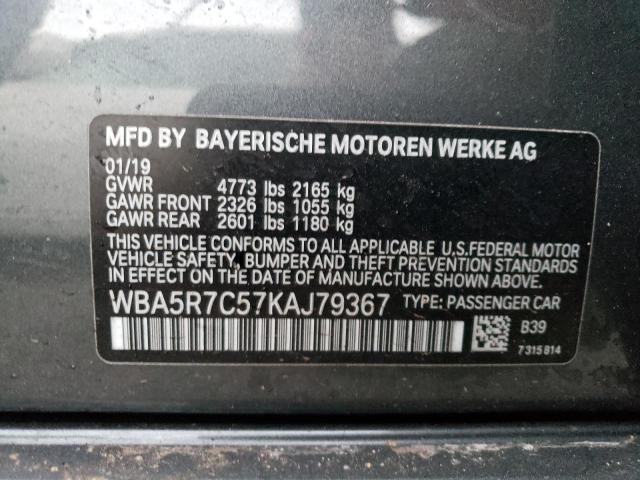 MFD BY BAYERISCHE MOTOREN WERKE AG
01/19
GVWR 4773 lbs 2165 kg
GAWR FRONT 2326 lbs 1055 kg
GAWR REAR 2601 lbs 1180 kg
THIS VEHICLE CONFORMS TO ALL APPLICABLE U.S.FEDERAL MOTOR
VEHICLE SAFETY, BUMPER AND THEFT PREVENTION STANDARDS
IN EFFECT ON THE DATE OF MANUFACTURE SHOWN ABOVE.
WBA5R7C57KAJ79367 TYPE: PASSENGER CAR
B39
7315814